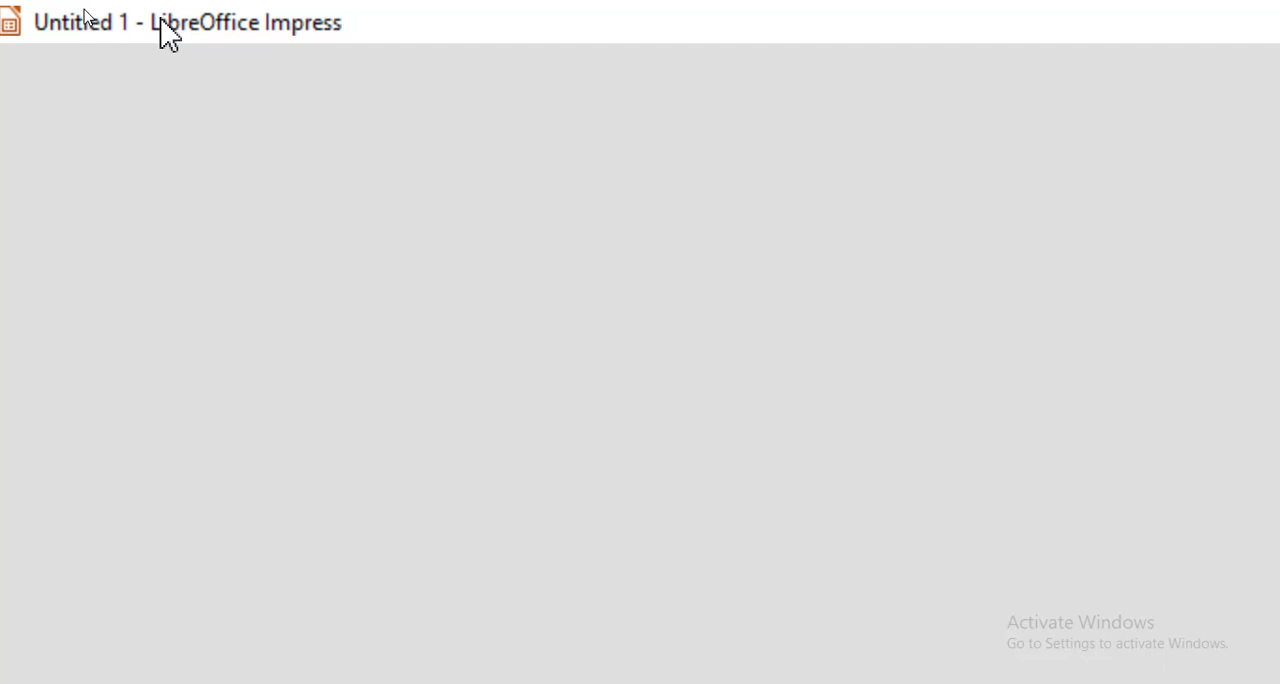 Untitled 1 - LibreOffice Impress
Activate Windows
Go to Settings to activate Windows.